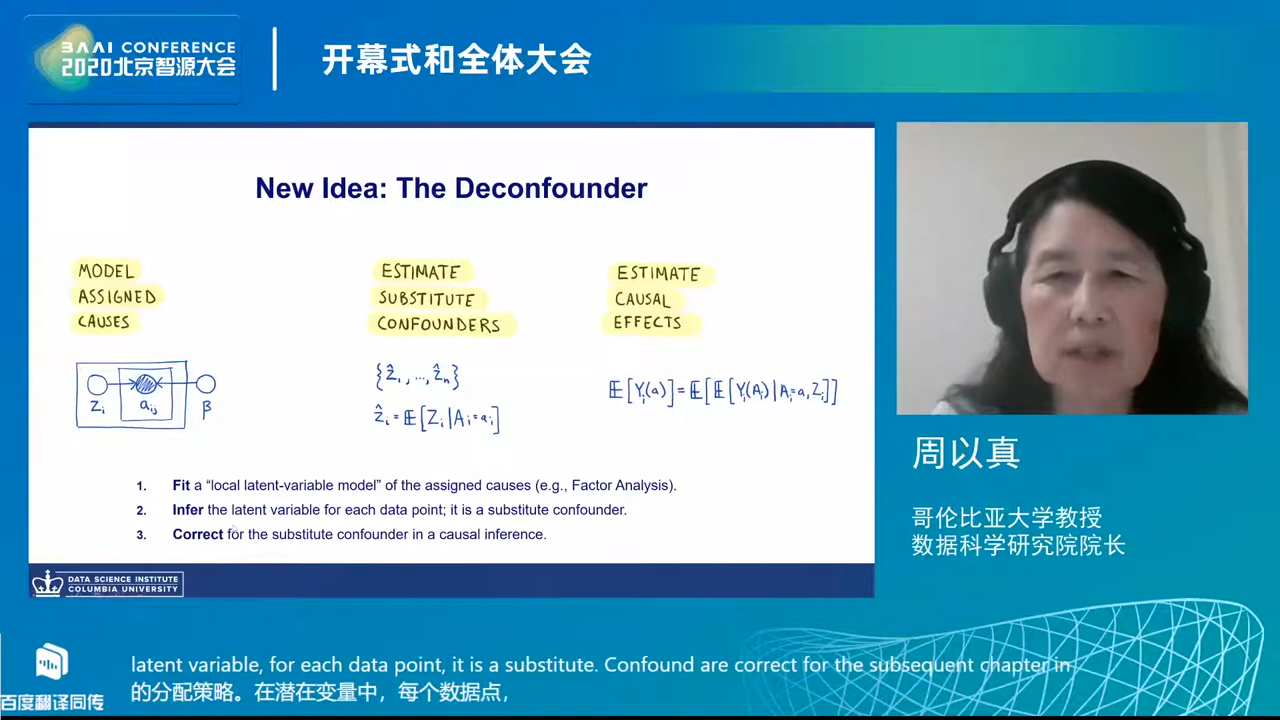 BAAI CONFERENCE
2020北京智源大会
开幕式和全体大会
New Idea: The Deconfounder
MODEL
ASSIGNED
CAUSES
ESTIMATE
SUBSTITUTE
CONFOUNDERS
ESTIMATE
CAUSAL
EFFECTS
Zi aij β
{ẑ1, ..., ẑn}
ẑi = 𝔼[Zi | Ai = ai]
𝔼[Yi(a)] = 𝔼[𝔼[Yi(Ai) | Ai = a, Zi]]
1. Fit a “local latent-variable model” of the assigned causes (e.g., Factor Analysis).
2. Infer the latent variable for each data point; it is a substitute confounder.
3. Correct for the substitute confounder in a causal inference.
DATA SCIENCE INSTITUTE
COLUMBIA UNIVERSITY
周以真
哥伦比亚大学教授
数据科学研究院院长
latent variable, for each data point, it is a substitute. Confound are correct for the subsequent chapter in
的分配策略。在潜在变量中，每个数据点，
百度翻译同传